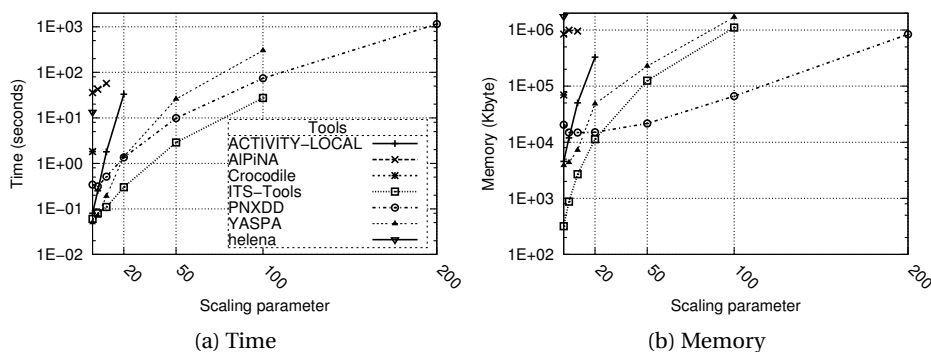 1E+03
1E+02
1E+01
1E+00
1E−01
1E−02
Time (seconds)
20
50
100
200
Scaling parameter
Tools
ACTIVITY−LOCAL
AlPiNA
Crocodile
ITS−Tools
PNXDD
YASPA
helena
(a) Time
1E+06
1E+05
1E+04
1E+03
1E+02
Memory (Kbyte)
20
50
100
200
Scaling parameter
(b) Memory